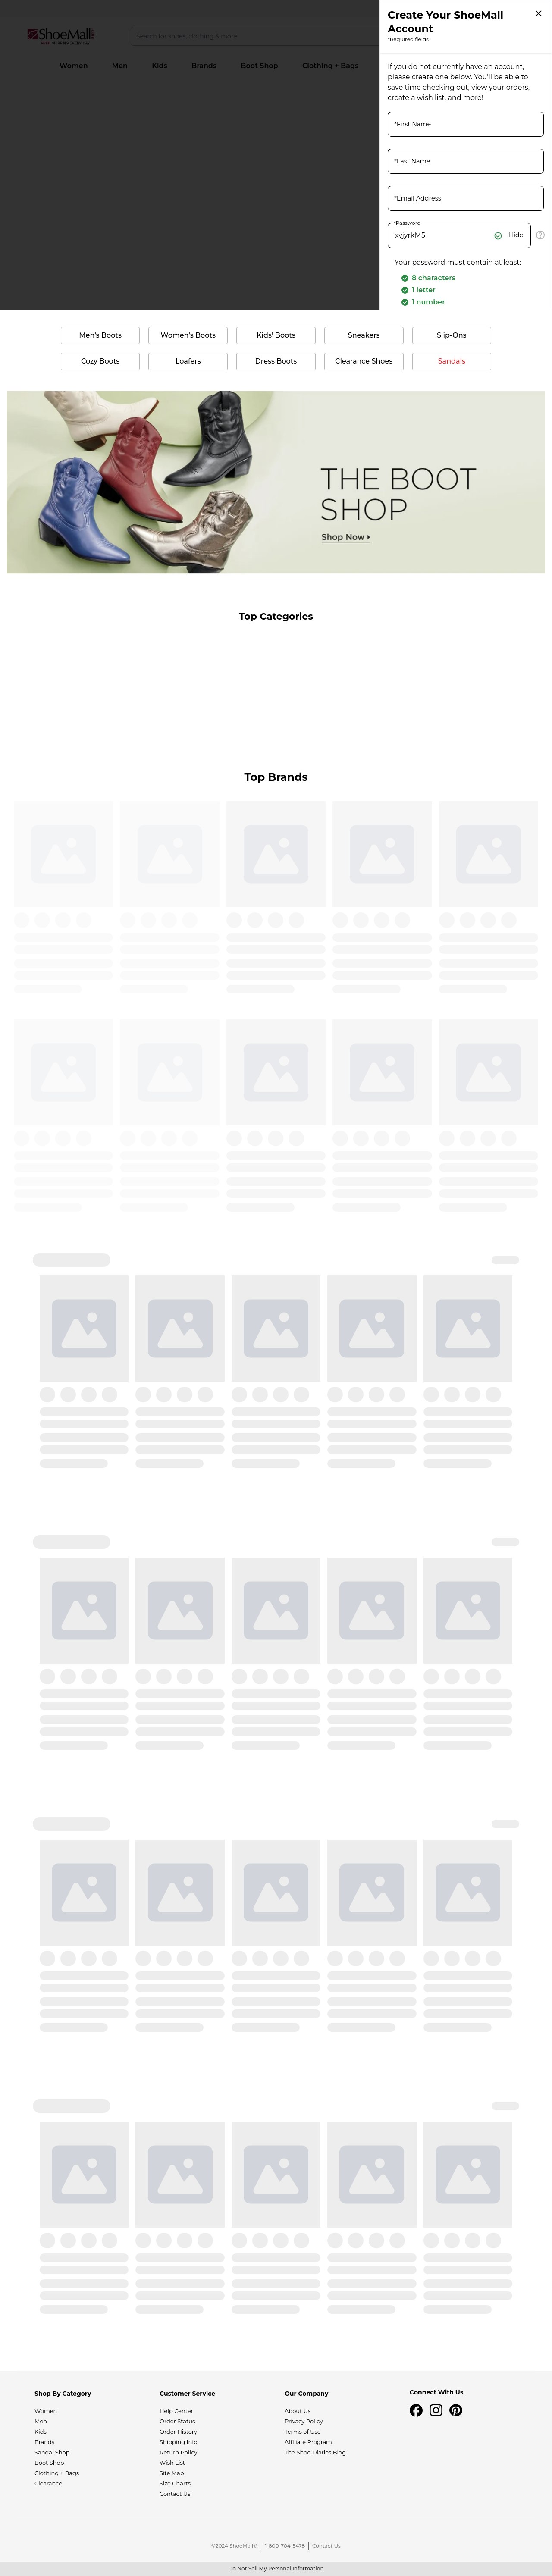 Create Your ShoeMall
Account
*Required fields
ShoeMall
Search for shoes, clothing & more
Women
Men
Kids
Brands
Boot Shop
Clothing + Bags
If you do not currently have an account,
please create one below. You'll be able to
save time checking out, view your orders,
create a wish list, and more!
*First Name
*Last Name
*Email Address
*Password
xvjyrkM5
Hide
?
Your password must contain at least:
8 characters
1 letter
1 number
Men's Boots
Women's Boots
Kids' Boots
Sneakers
Slip-Ons
Cozy Boots
Loafers
Dress Boots
Clearance Shoes
Sandals
THE BOOT
SHOP
Shop Now
Top Categories
Top Brands
Shop By Category
Women
Men
Kids
Brands
Sandal Shop
Boot Shop
Clothing + Bags
Clearance
Customer Service
Help Center
Order Status
Order History
Shipping Info
Return Policy
Wish List
Site Map
Size Charts
Contact Us
Our Company
About Us
Privacy Policy
Terms of Use
Affiliate Program
The Shoe Diaries Blog
Connect With Us
©2024 ShoeMall® | 1-800-704-5478 | Contact Us
Do Not Sell My Personal Information